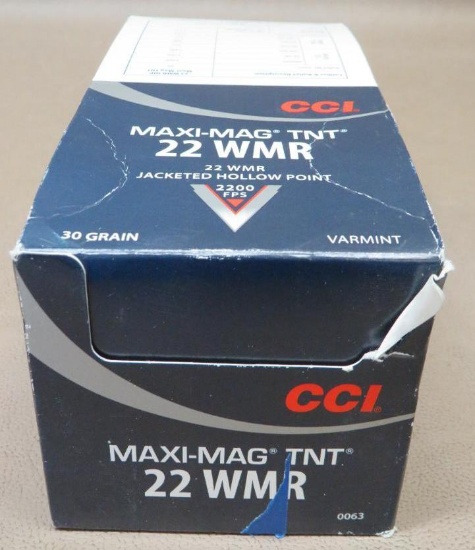 CCI
MAXI-MAG® TNT®
22 WMR
22 WMR
JACKETED HOLLOW POINT
2200
FPS
30 GRAIN
VARMINT
CCI
MAXI-MAG® TNT®
22 WMR
0063